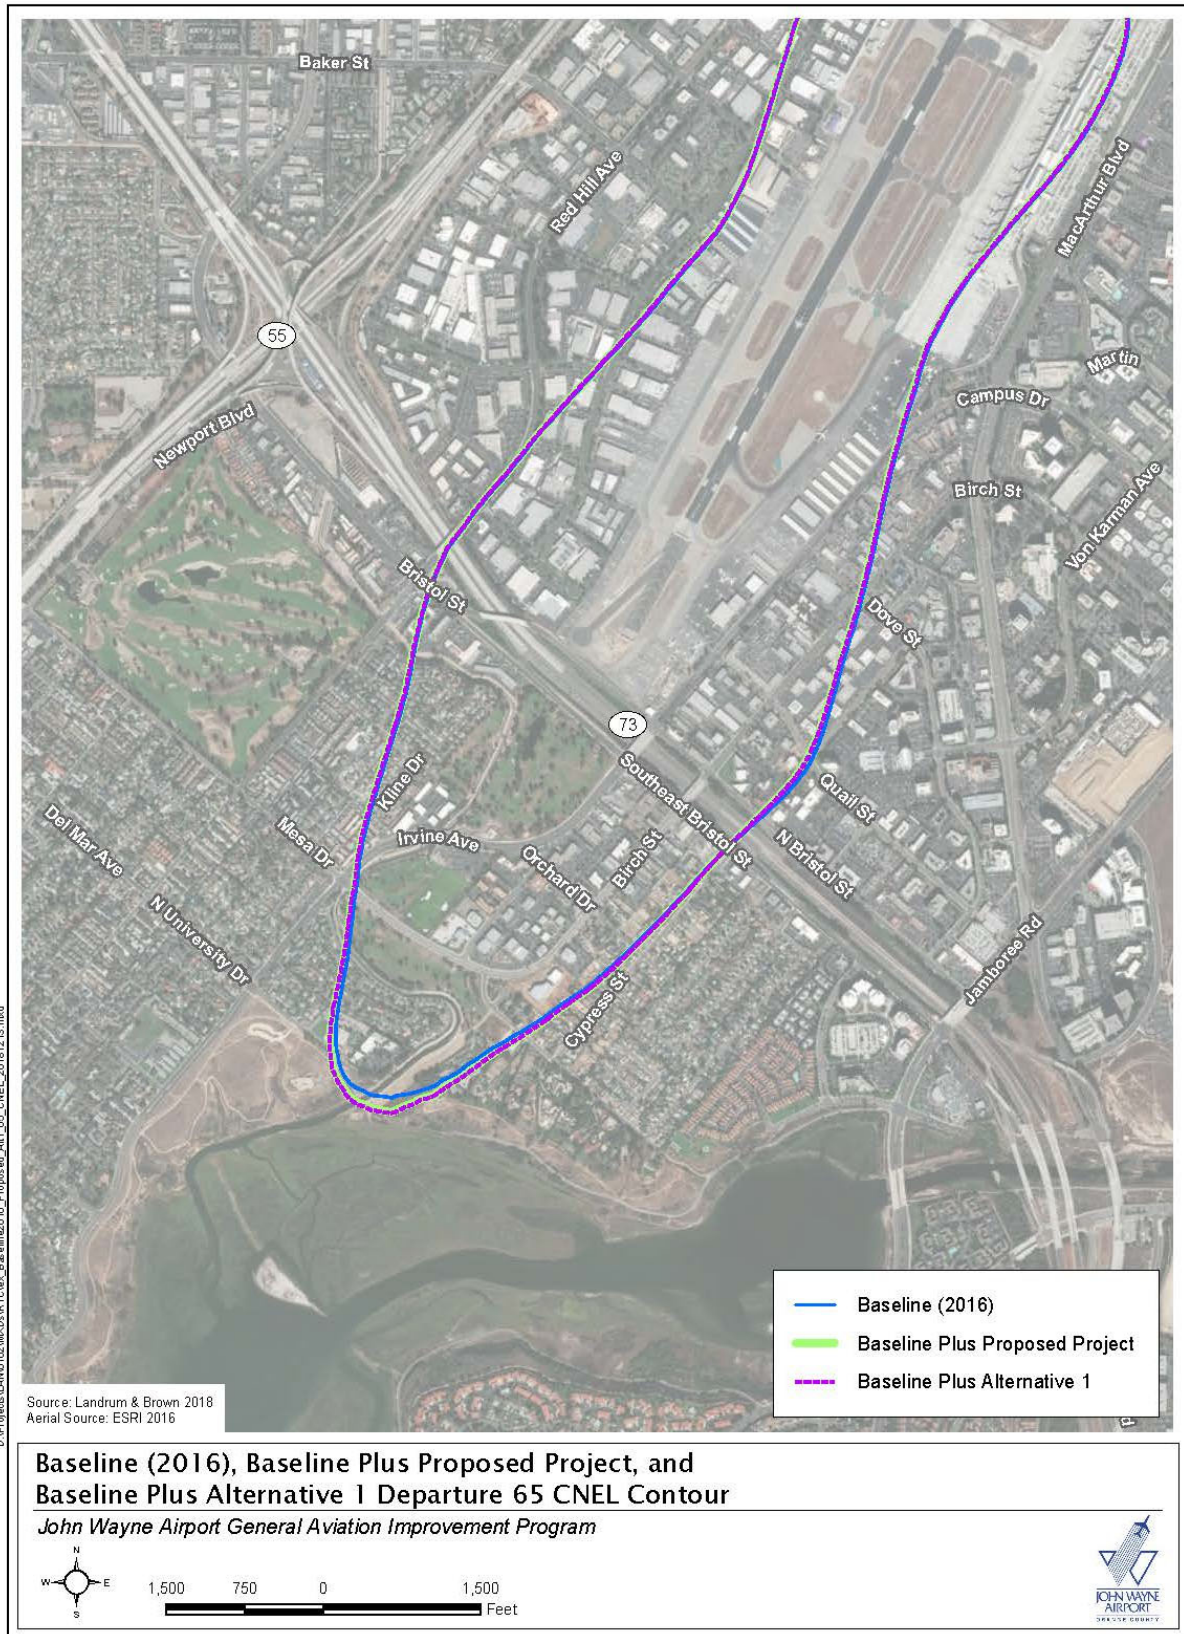 Baker St
Red Hill Ave
MacArthur Blvd
55
Martin
Campus Dr
Newport Blvd
Birch St
Von Karman Ave
Bristol St
Dove St
73
Southeast Bristol St
Kline Dr
Quail St
Del Mar Ave
Mesa Dr
Irvine Ave
Orchard Dr
Birch St
N Bristol St
N University Dr
Jamboree Rd
Cypress St
Baseline (2016)
Baseline Plus Proposed Project
Baseline Plus Alternative 1
Source: Landrum & Brown 2018
Aerial Source: ESRI 2016
Baseline (2016), Baseline Plus Proposed Project, and
Baseline Plus Alternative 1 Departure 65 CNEL Contour
John Wayne Airport General Aviation Improvement Program
N
W E
S
1,500 750 0 1,500
Feet
JOHN WAYNE
AIRPORT
ORANGE COUNTY